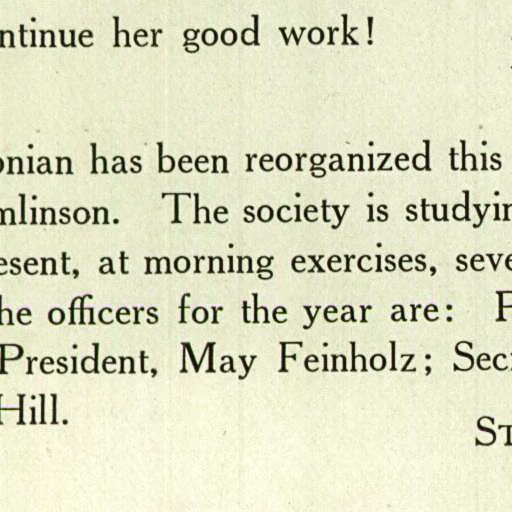 ntinue her good work!
onian has been reorganized this
mlinson. The society is studyin
esent, at morning exercises, seve
he officers for the year are: P
President, May Feinholz; Sec
Hill.
St